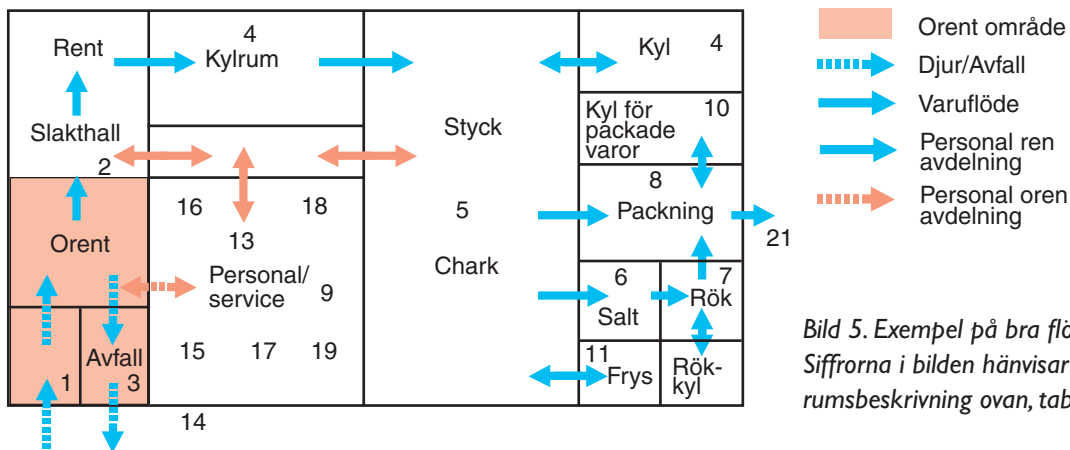 Rent
4
Kylrum
Slakthall
2
Orent
1
Avfall
3
16
18
13
Personal/
service
9
15
17
19
14
Styck
5
Chark
Kyl
4
Kyl för
packade
varor
10
8
Packning
21
6
Salt
7
Rök
11
Frys
Rök-
kyl
Orent område
Djur/Avfall
Varuflöde
Personal ren
avdelning
Personal oren
avdelning
Bild 5. Exempel på bra flö
Siffrorna i bilden hänvisar
rumsbeskrivning ovan, tab